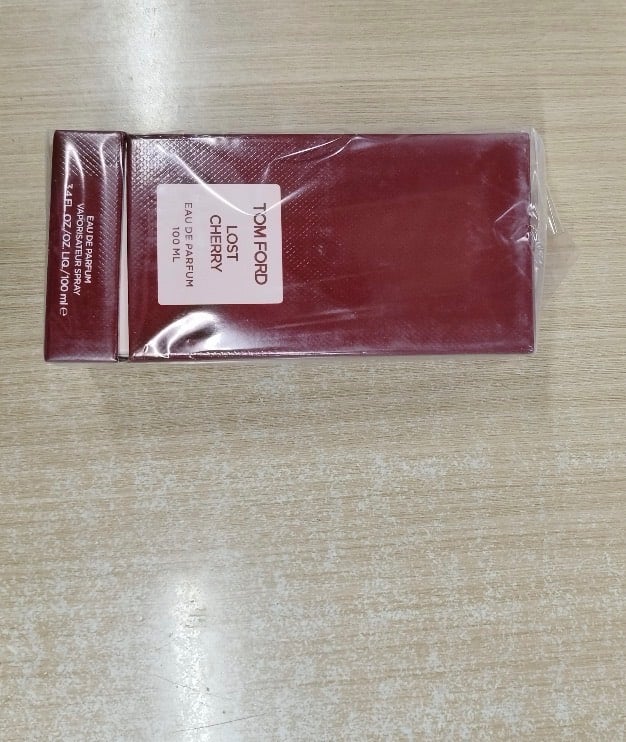 TOM FORD
LOST
CHERRY
EAU DE PARFUM
100 ML
EAU DE PARFUM
VAPORISATEUR SPRAY
3.4 FL. OZ./OZ. LIQ./100 ml ℮